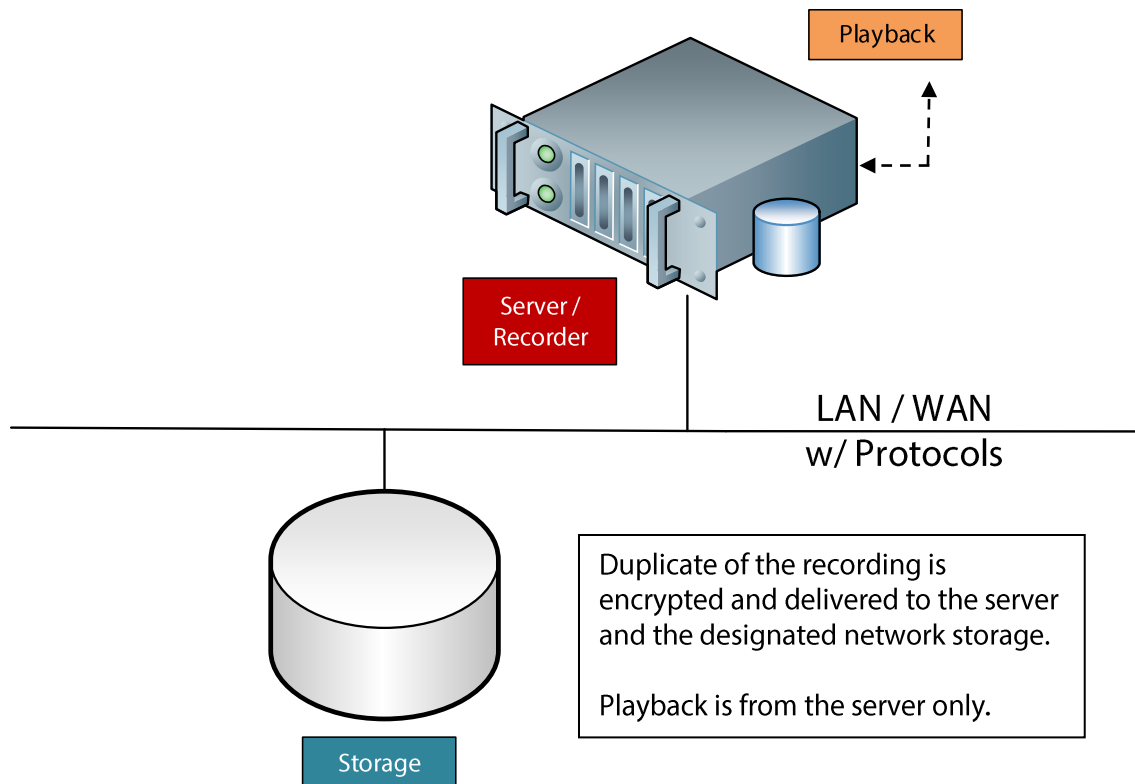 Playback
Server /
Recorder
LAN / WAN
w/ Protocols
Duplicate of the recording is
encrypted and delivered to the server
and the designated network storage.
Playback is from the server only.
Storage